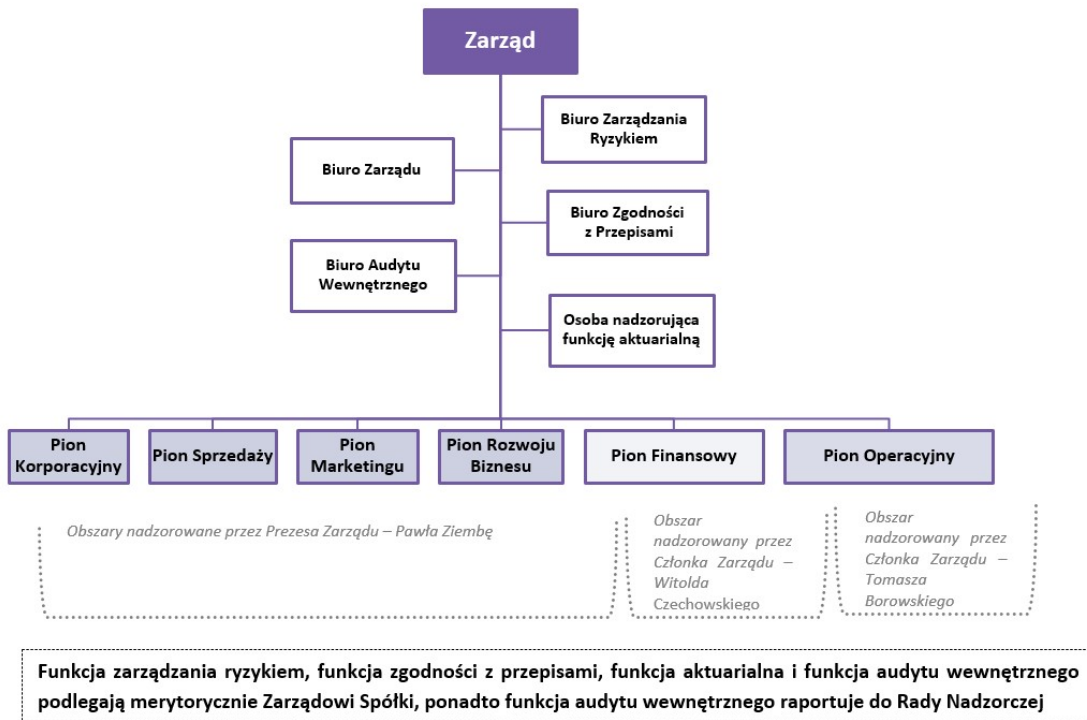 Zarząd
Biuro Zarządzania
Ryzykiem
Biuro Zarządu
Biuro Zgodności
z Przepisami
Biuro Audytu
Wewnętrznego
Osoba nadzorująca
funkcję aktuarialną
Pion
Korporacyjny
Pion Sprzedaży
Pion
Marketingu
Pion Rozwoju
Biznesu
Pion Finansowy
Pion Operacyjny
Obszary nadzorowane przez Prezesa Zarządu – Pawła Ziembę
Obszar
nadzorowany przez
Członka Zarządu –
Witolda
Czechowskiego
Obszar
nadzorowany przez
Członka Zarządu –
Tomasza
Borowskiego
Funkcja zarządzania ryzykiem, funkcja zgodności z przepisami, funkcja aktuarialna i funkcja audytu wewnętrznego
podlegają merytorycznie Zarządowi Spółki, ponadto funkcja audytu wewnętrznego raportuje do Rady Nadzorczej